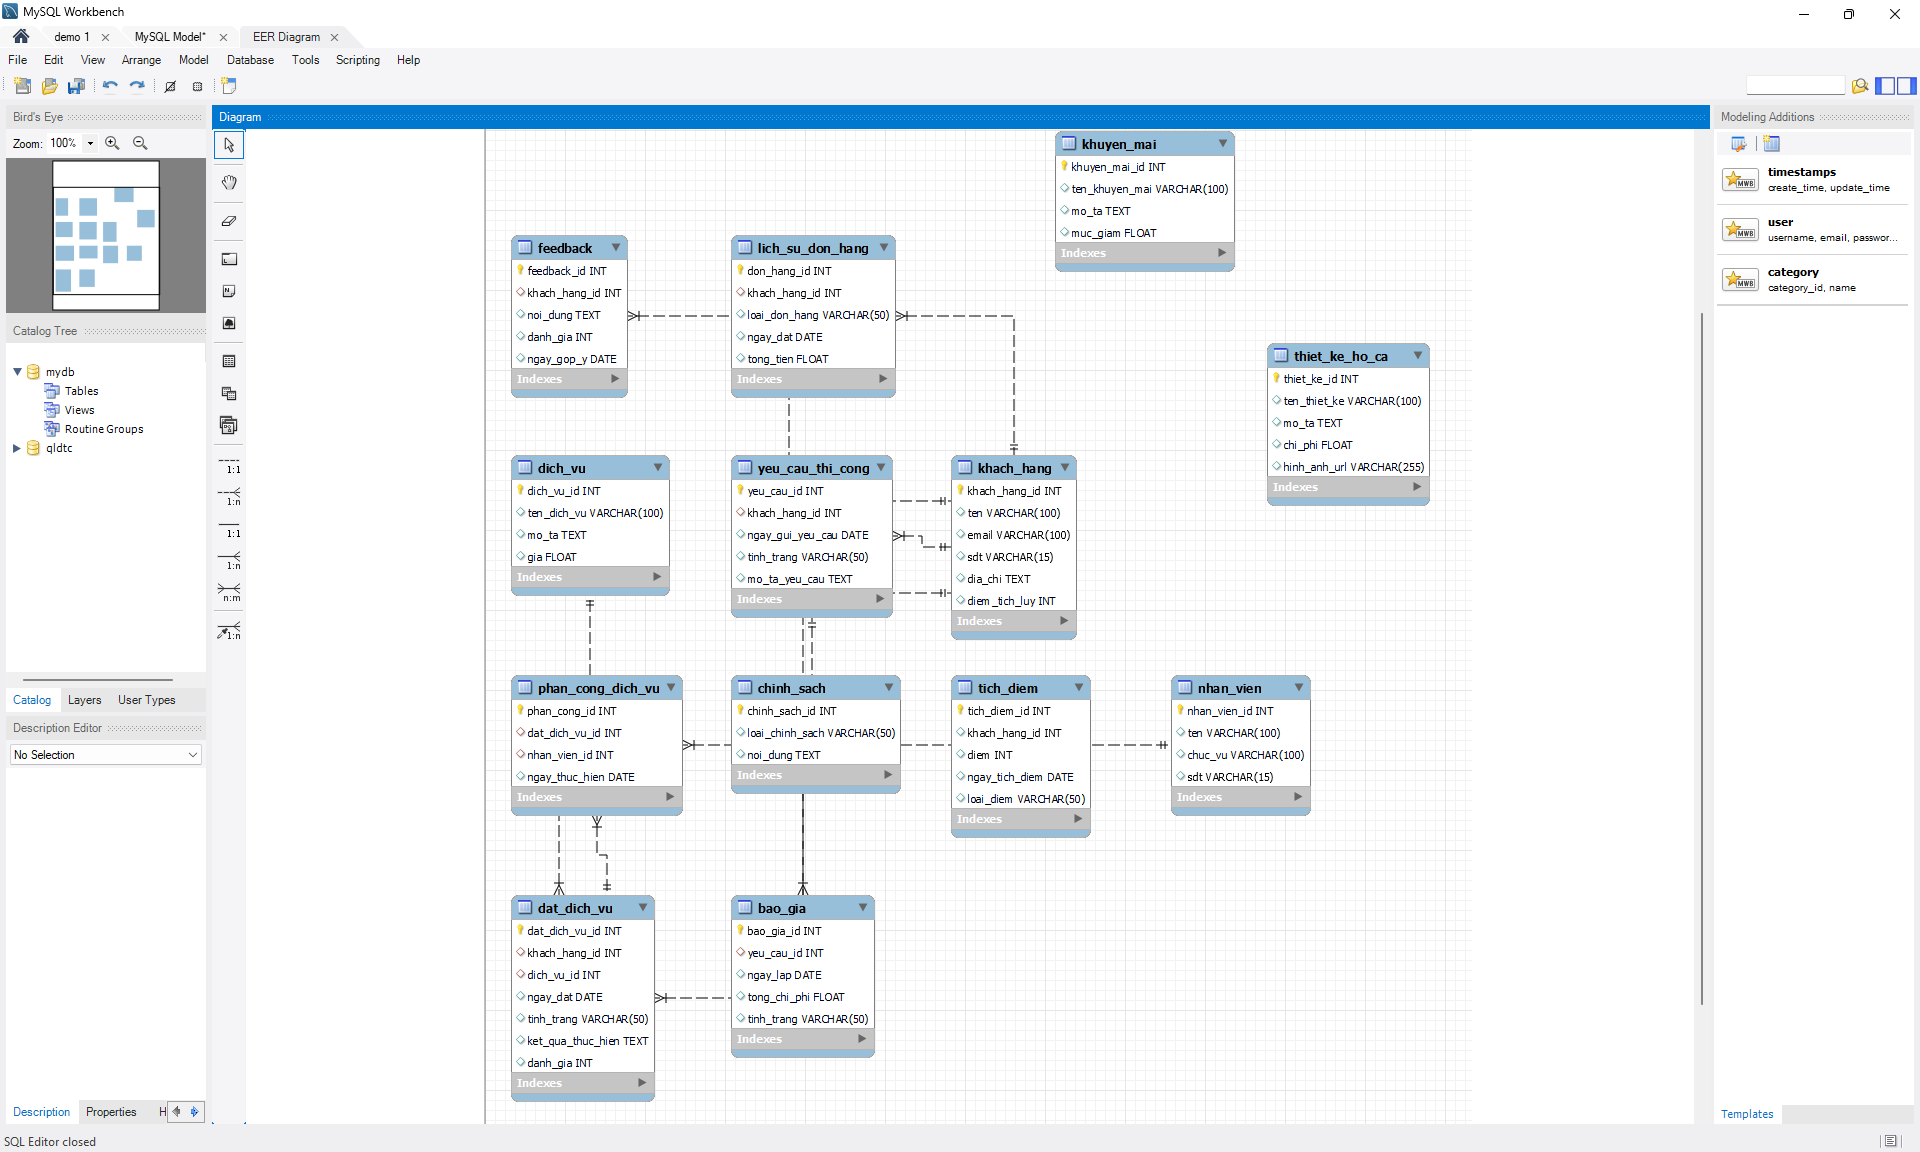 MySQL Workbench
demo 1
MySQL Model*
EER Diagram
File Edit View Arrange Model Database Tools Scripting Help
Bird's Eye
Zoom: 100%
Catalog Tree
mydb
Tables
Views
Routine Groups
qldtc
Catalog Layers User Types
Description Editor
No Selection
Description Properties H
SQL Editor closed
1:1
1:n
1:1
1:n
n:m
1:n
Diagram
khuyen_mai
khuyen_mai_id INT
ten_khuyen_mai VARCHAR(100)
mo_ta TEXT
muc_giam FLOAT
Indexes
feedback
feedback_id INT
khach_hang_id INT
noi_dung TEXT
danh_gia INT
ngay_gop_y DATE
Indexes
lich_su_don_hang
don_hang_id INT
khach_hang_id INT
loai_don_hang VARCHAR(50)
ngay_dat DATE
tong_tien FLOAT
Indexes
thiet_ke_ho_ca
thiet_ke_id INT
ten_thiet_ke VARCHAR(100)
mo_ta TEXT
chi_phi FLOAT
hinh_anh_url VARCHAR(255)
Indexes
dich_vu
dich_vu_id INT
ten_dich_vu VARCHAR(100)
mo_ta TEXT
gia FLOAT
Indexes
yeu_cau_thi_cong
yeu_cau_id INT
khach_hang_id INT
ngay_gui_yeu_cau DATE
tinh_trang VARCHAR(50)
mo_ta_yeu_cau TEXT
Indexes
khach_hang
khach_hang_id INT
ten VARCHAR(100)
email VARCHAR(100)
sdt VARCHAR(15)
dia_chi TEXT
diem_tich_luy INT
Indexes
phan_cong_dich_vu
phan_cong_id INT
dat_dich_vu_id INT
nhan_vien_id INT
ngay_thuc_hien DATE
Indexes
chinh_sach
chinh_sach_id INT
loai_chinh_sach VARCHAR(50)
noi_dung TEXT
Indexes
tich_diem
tich_diem_id INT
khach_hang_id INT
diem INT
ngay_tich_diem DATE
loai_diem VARCHAR(50)
Indexes
nhan_vien
nhan_vien_id INT
ten VARCHAR(100)
chuc_vu VARCHAR(100)
sdt VARCHAR(15)
Indexes
dat_dich_vu
dat_dich_vu_id INT
khach_hang_id INT
dich_vu_id INT
ngay_dat DATE
tinh_trang VARCHAR(50)
ket_qua_thuc_hien TEXT
danh_gia INT
Indexes
bao_gia
bao_gia_id INT
yeu_cau_id INT
ngay_lap DATE
tong_chi_phi FLOAT
tinh_trang VARCHAR(50)
Indexes
Modeling Additions
MWB
timestamps
create_time, update_time
MWB
user
username, email, passwor...
MWB
category
category_id, name
Templates